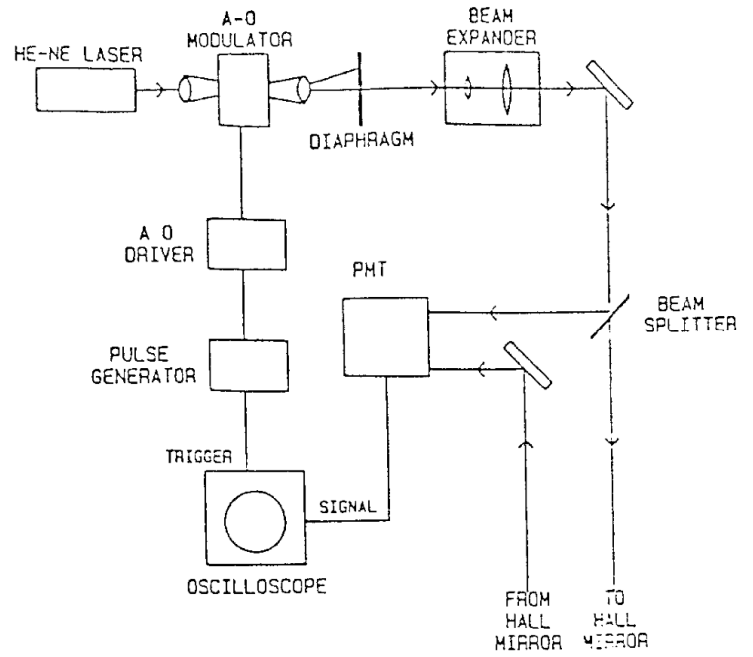 A-O
MODULATOR
BEAM
EXPANDER
HE-NE LASER
DIAPHRAGM
A O
DRIVER
PMT
BEAM
SPLITTER
PULSE
GENERATOR
TRIGGER
SIGNAL
OSCILLOSCOPE
FROM
HALL
MIRROR
TO
HALL
MIRROR